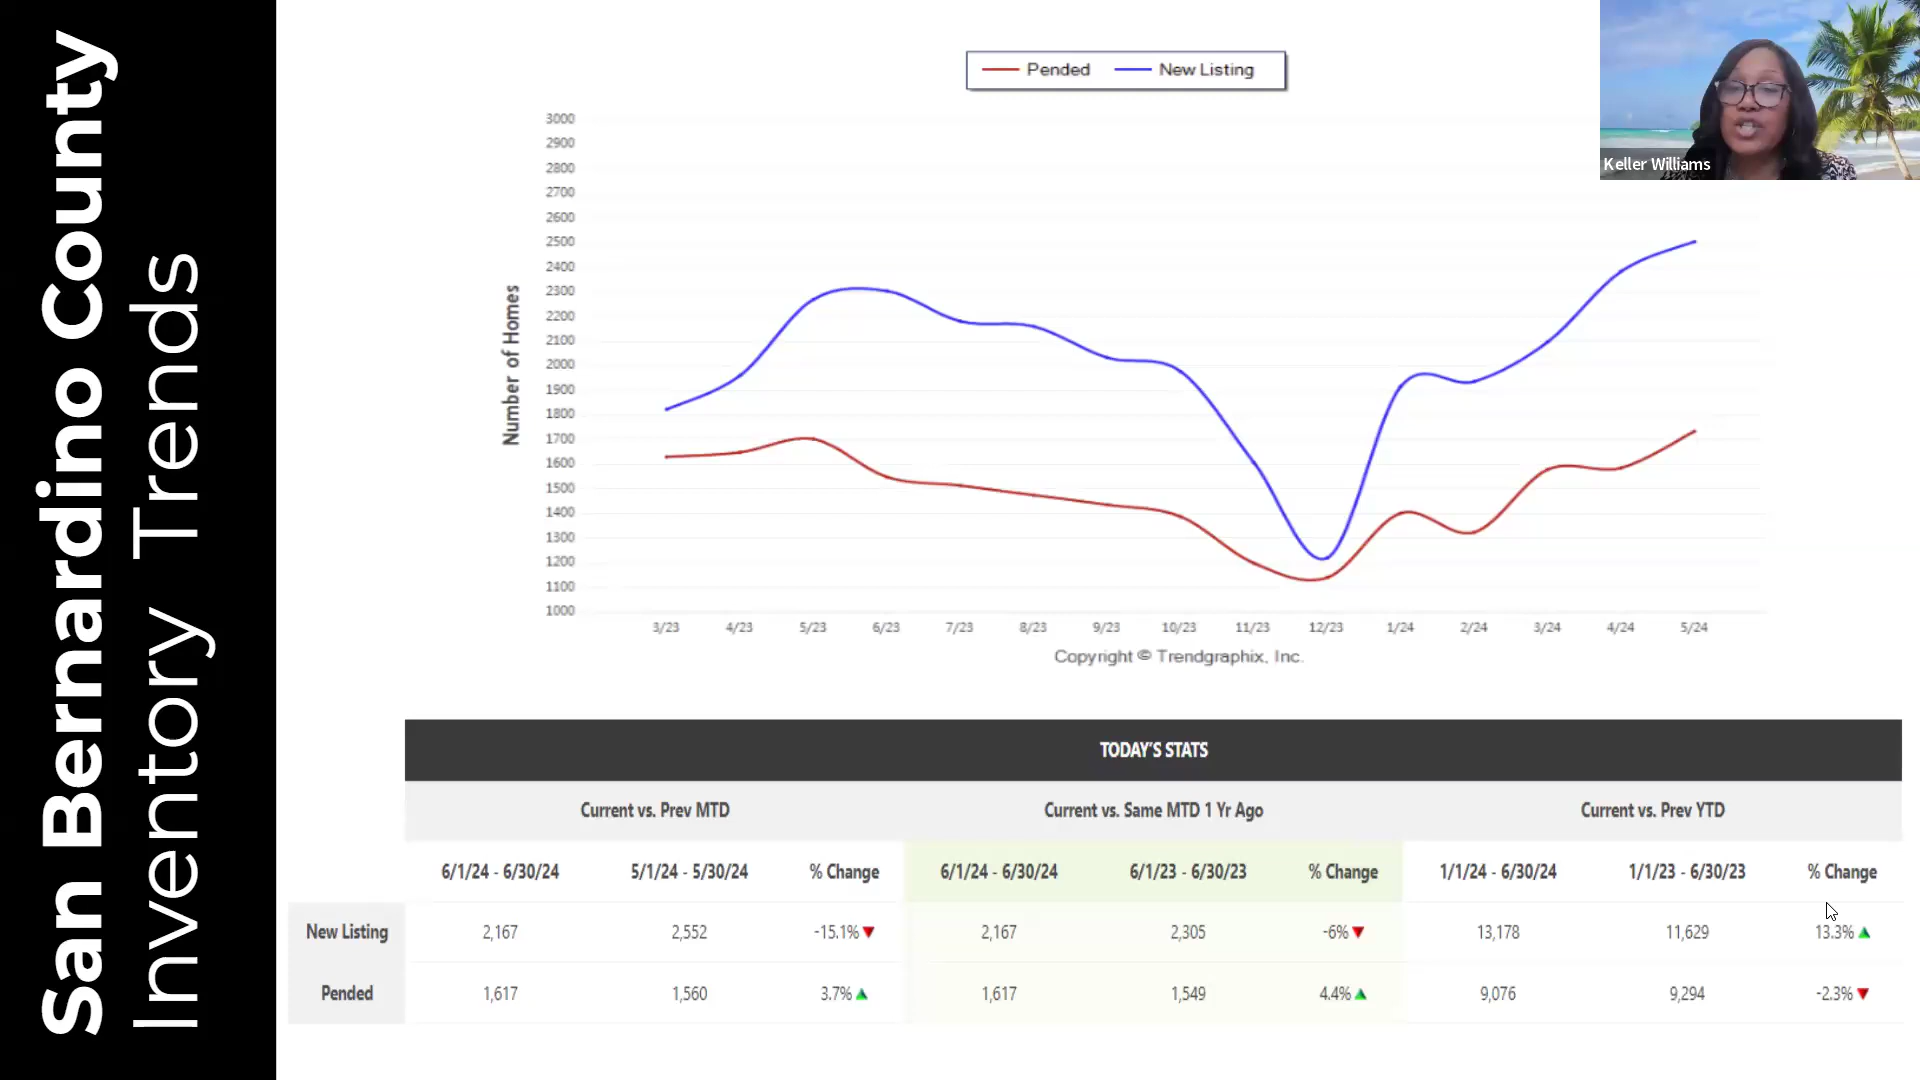 San Bernardino County
Inventory Trends
Pended New Listing
Keller Williams
Number of Homes
3000
2900
2800
2700
2600
2500
2400
2300
2200
2100
2000
1900
1800
1700
1600
1500
1400
1300
1200
1100
1000
3/23 4/23 5/23 6/23 7/23 8/23 9/23 10/23 11/23 12/23 1/24 2/24 3/24 4/24 5/24
Copyright © Trendgraphix, Inc.
TODAY'S STATS
Current vs. Prev MTD Current vs. Same MTD 1 Yr Ago Current vs. Prev YTD
6/1/24 - 6/30/24 5/1/24 - 5/30/24 % Change 6/1/24 - 6/30/24 6/1/23 - 6/30/23 % Change 1/1/24 - 6/30/24 1/1/23 - 6/30/23 % Change
New Listing 2,167 2,552 -15.1% 2,167 2,305 -6% 13,178 11,629 13.3%
Pended 1,617 1,560 3.7% 1,617 1,549 4.4% 9,076 9,294 -2.3%